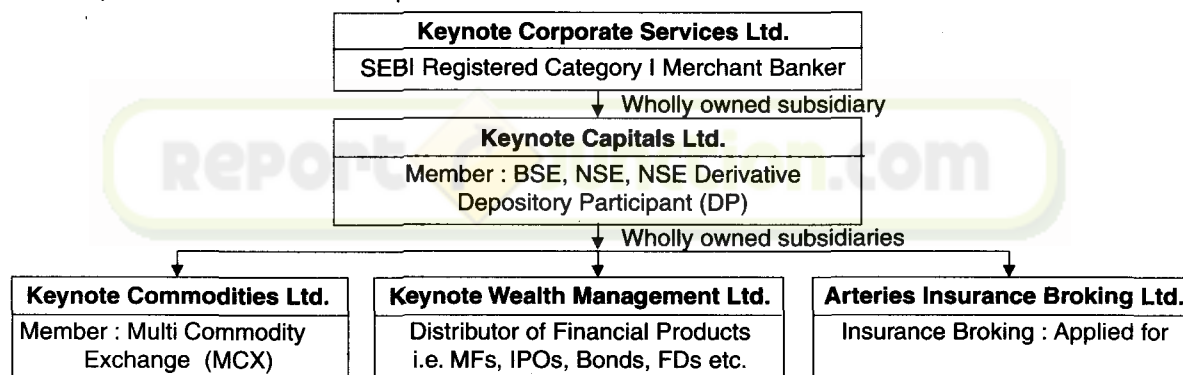 Keynote Corporate Services Ltd.
SEBI Registered Category I Merchant Banker
Wholly owned subsidiary
Keynote Capitals Ltd.
Member : BSE, NSE, NSE Derivative
Depository Participant (DP)
Wholly owned subsidiaries
Keynote Commodities Ltd.
Member : Multi Commodity
Exchange (MCX)
Keynote Wealth Management Ltd.
Distributor of Financial Products
i.e. MFs, IPOs, Bonds, FDs etc.
Arteries Insurance Broking Ltd.
Insurance Broking : Applied for